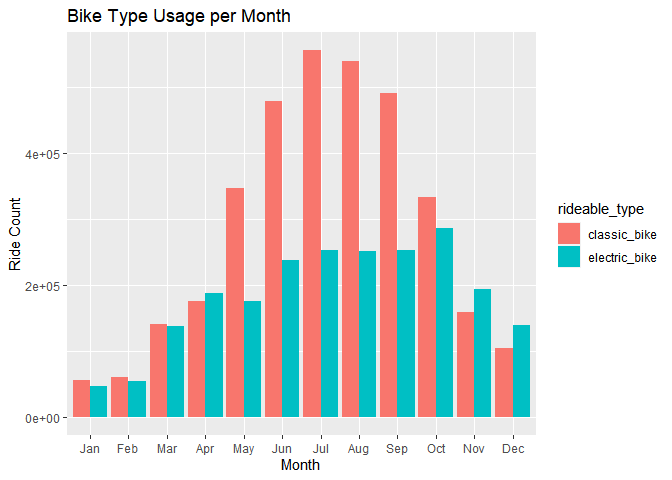 Bike Type Usage per Month
Ride Count
4e+05
2e+05
0e+00
Jan Feb Mar Apr May Jun Jul Aug Sep Oct Nov Dec
Month
rideable_type
classic_bike
electric_bike